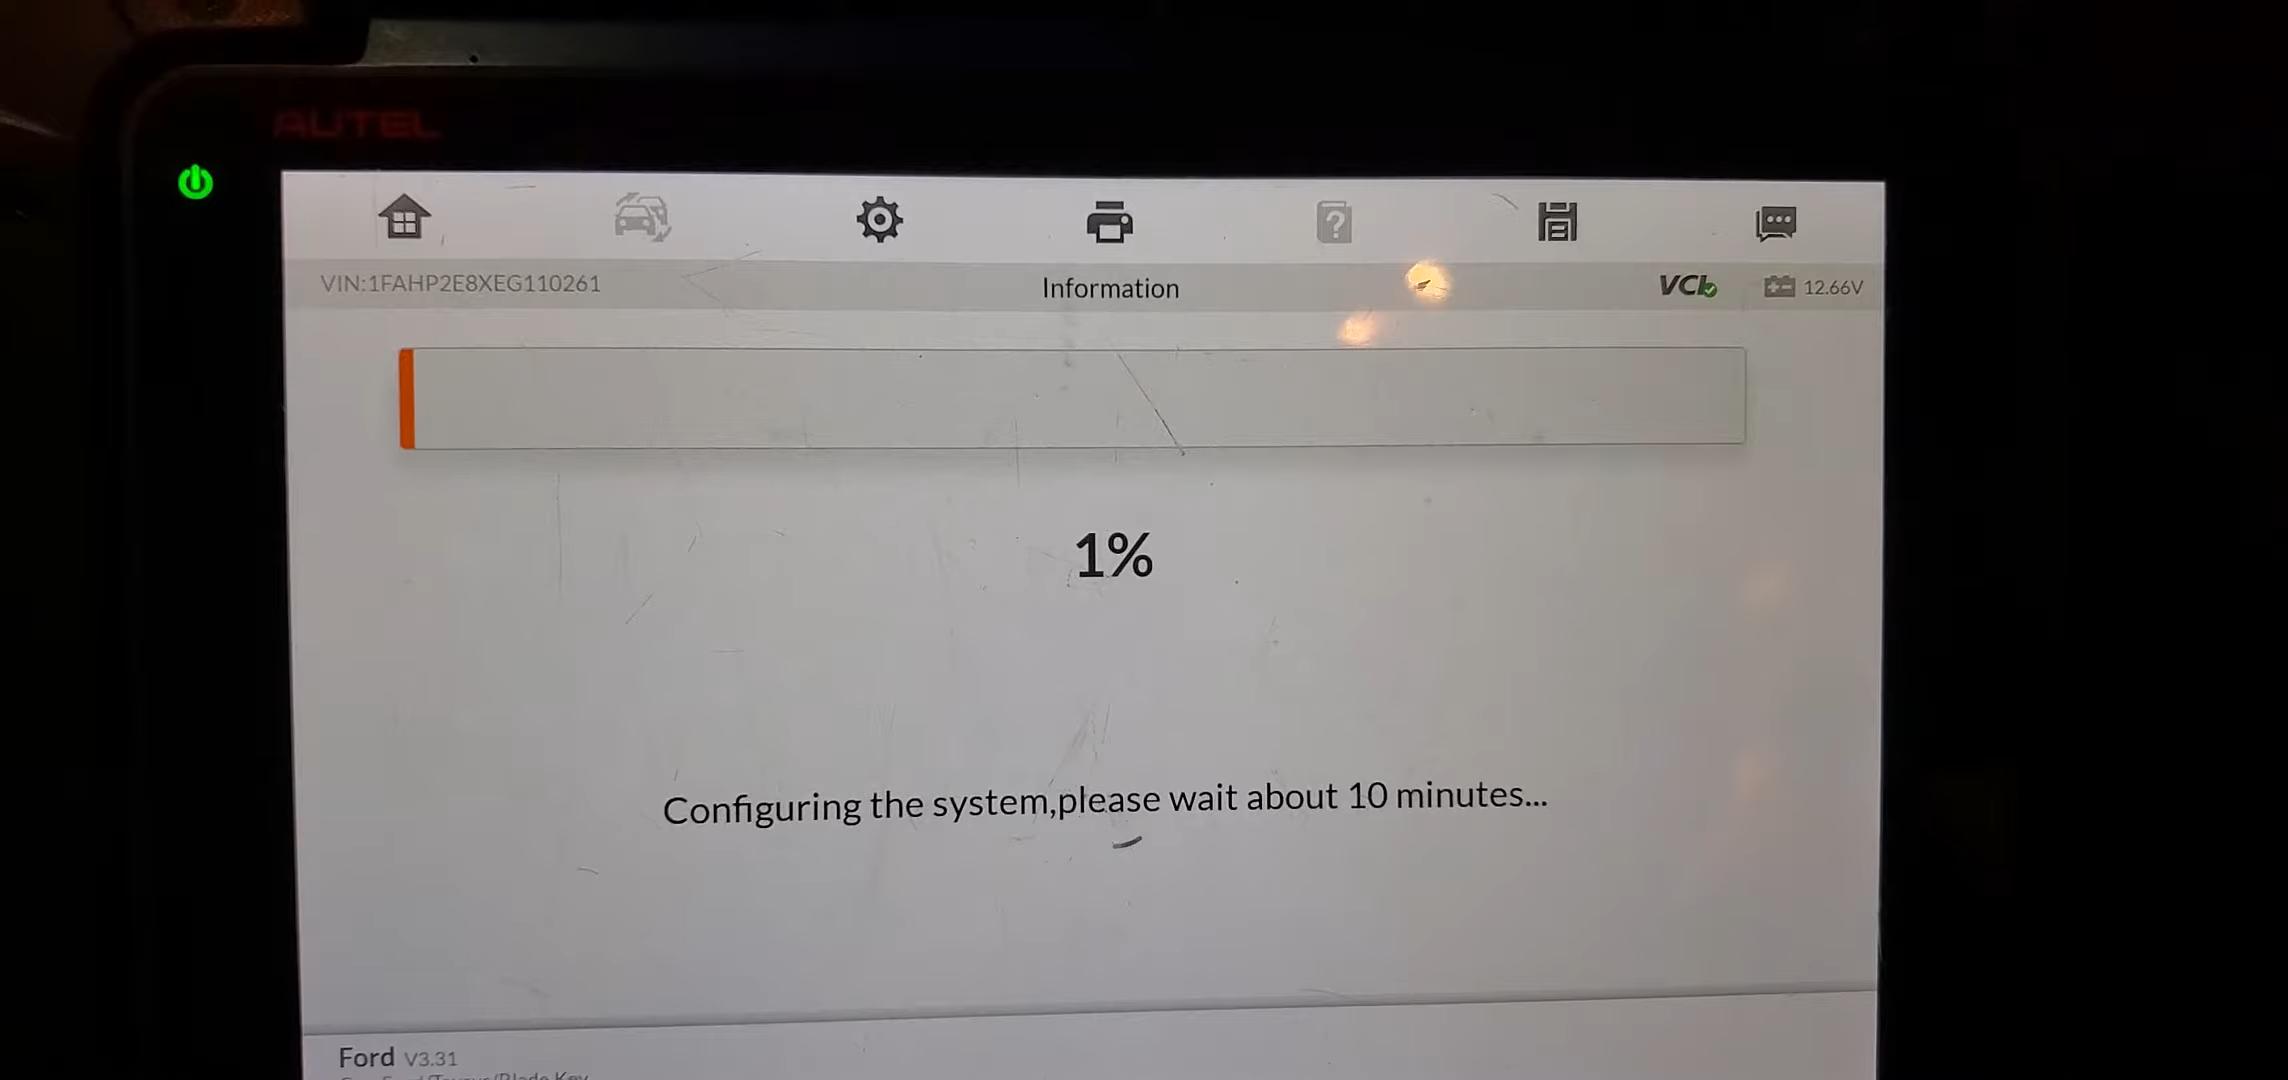 AUTEL
VIN:1FAHP2E8XEG110261
Information
VCI
12.66V
1%
Configuring the system,please wait about 10 minutes...
Ford V3.31